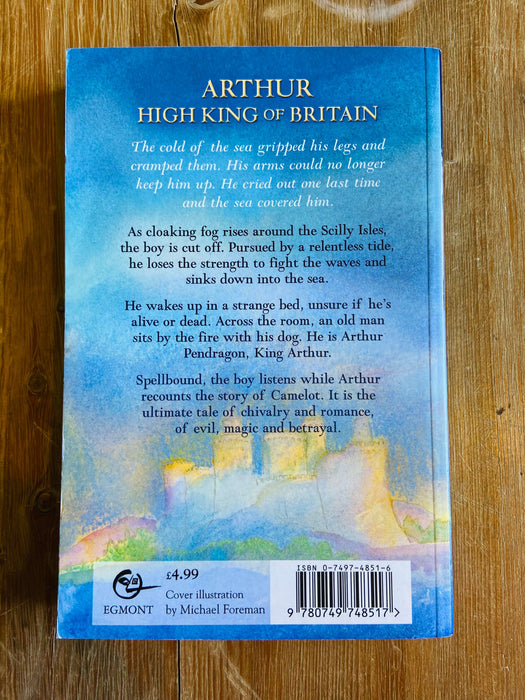 ARTHUR
HIGH KING OF BRITAIN
The cold of the sea gripped his legs and
cramped them. His arms could no longer
keep him up. He cried out one last time
and the sea covered him.
As cloaking fog rises around the Scilly Isles,
the boy is cut off. Pursued by a relentless tide,
he loses the strength to fight the waves and
sinks down into the sea.
He wakes up in a strange bed, unsure if he's
alive or dead. Across the room, an old man
sits by the fire with his dog. He is Arthur
Pendragon, King Arthur.
Spellbound, the boy listens while Arthur
recounts the story of Camelot. It is the
ultimate tale of chivalry and romance,
of evil, magic and betrayal.
EGMONT
£4.99
Cover illustration
by Michael Foreman
ISBN 0-7497-4851-6
9 780749 748517 >